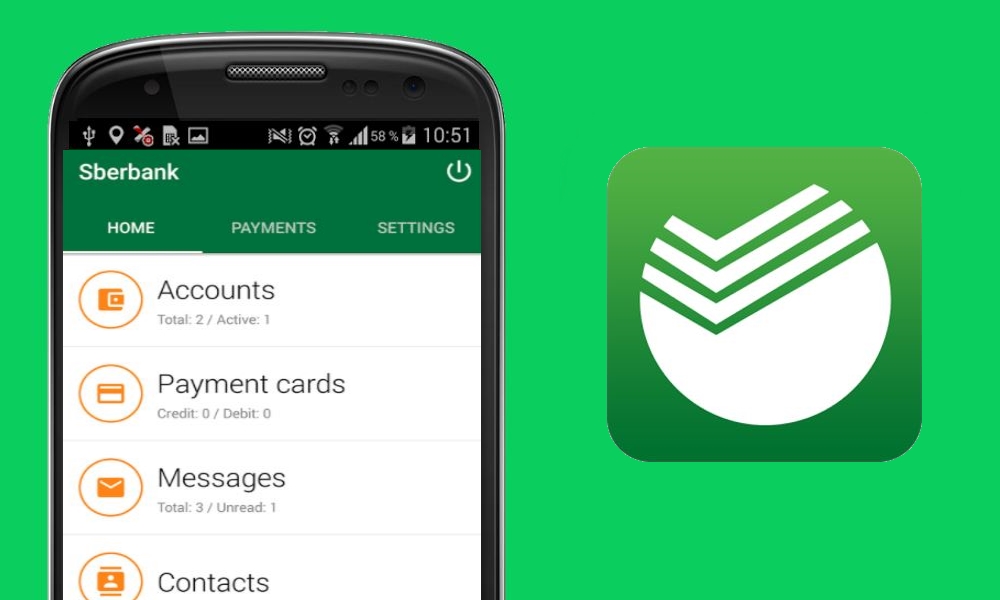 58 % 10:51
Sberbank
HOME PAYMENTS SETTINGS
Accounts
Total: 2 / Active: 1
Payment cards
Credit: 0 / Debit: 0
Messages
Total: 3 / Unread: 1
Contacts